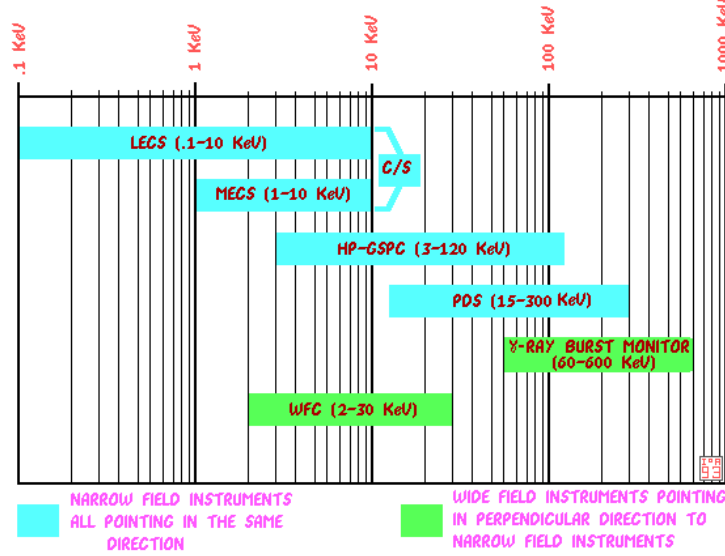 .1 KeV
1 KeV
10 KeV
100 KeV
1000 KeV
LECS (.1-10 KeV)
C/S
MECS (1-10 KeV)
HP-GSPC (3-120 KeV)
PDS (15-300 KeV)
γ-RAY BURST MONITOR
(60-600 KeV)
WFC (2-30 KeV)
93
NARROW FIELD INSTRUMENTS
ALL POINTING IN THE SAME
DIRECTION
WIDE FIELD INSTRUMENTS POINTING
IN PERPENDICULAR DIRECTION TO
NARROW FIELD INSTRUMENTS